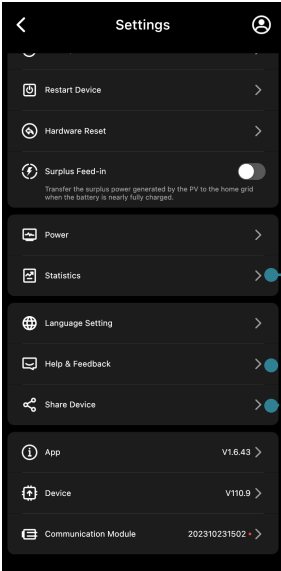 Settings
Restart Device
Hardware Reset
Surplus Feed-in
Transfer the surplus power generated by the PV to the home grid
when the battery is nearly fully charged.
Power
Statistics
Language Setting
Help & Feedback
Share Device
App V1.6.43
Device V110.9
Communication Module 202310231502